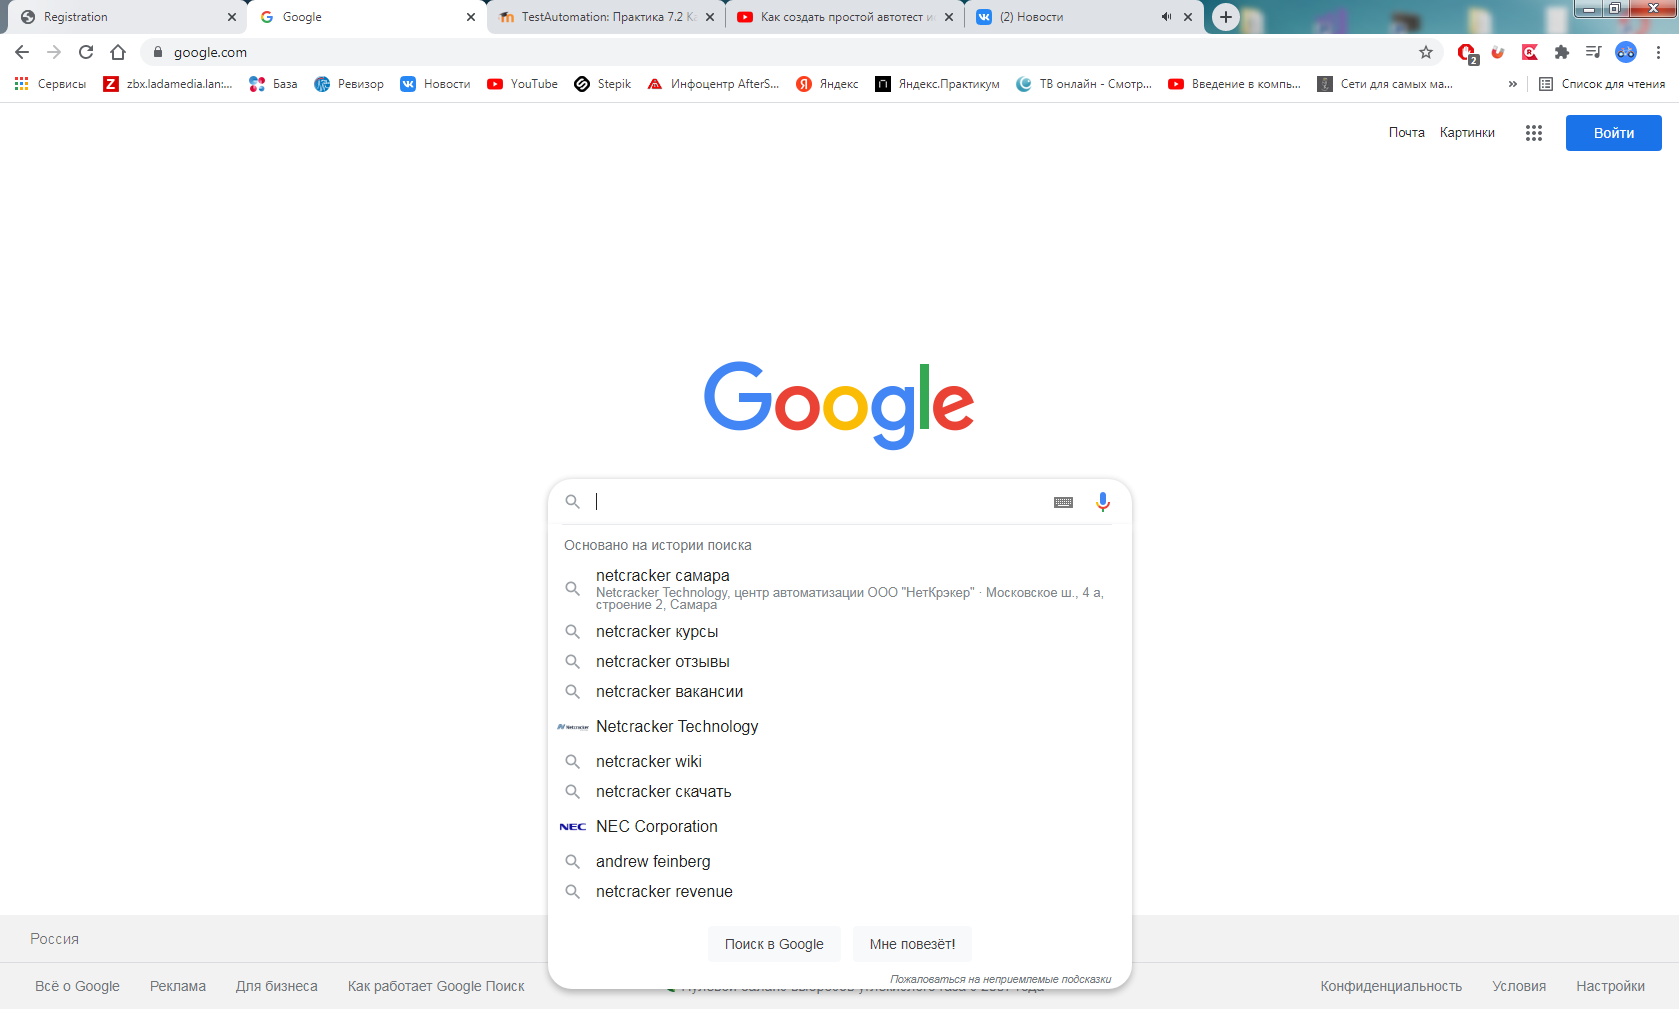 Registration
Google
TestAutomation: Практика 7.2
Как создать простой автотест
(2) Новости
google.com
2
Сервисы
zbx.ladamedia.lan:...
База
Ревизор
Новости
YouTube
Stepik
Инфоцентр AfterS...
Яндекс
Яндекс.Практикум
ТВ онлайн - Смотр...
Введение в компь...
Сети для самых ма...
»
Список для чтения
Почта
Картинки
Войти
Google
Основано на истории поиска
netcracker самара
Netcracker Technology, центр автоматизации ООО "НетКрэкер" · Московское ш., 4 а,
строение 2, Самара
netcracker курсы
netcracker отзывы
netcracker вакансии
Netcracker Technology
netcracker wiki
netcracker скачать
NEC NEC Corporation
andrew feinberg
netcracker revenue
Поиск в Google
Мне повезёт!
Пожаловаться на неприемлемые подсказки
Россия
Всё о Google
Реклама
Для бизнеса
Как работает Google Поиск
Конфиденциальность
Условия
Настройки